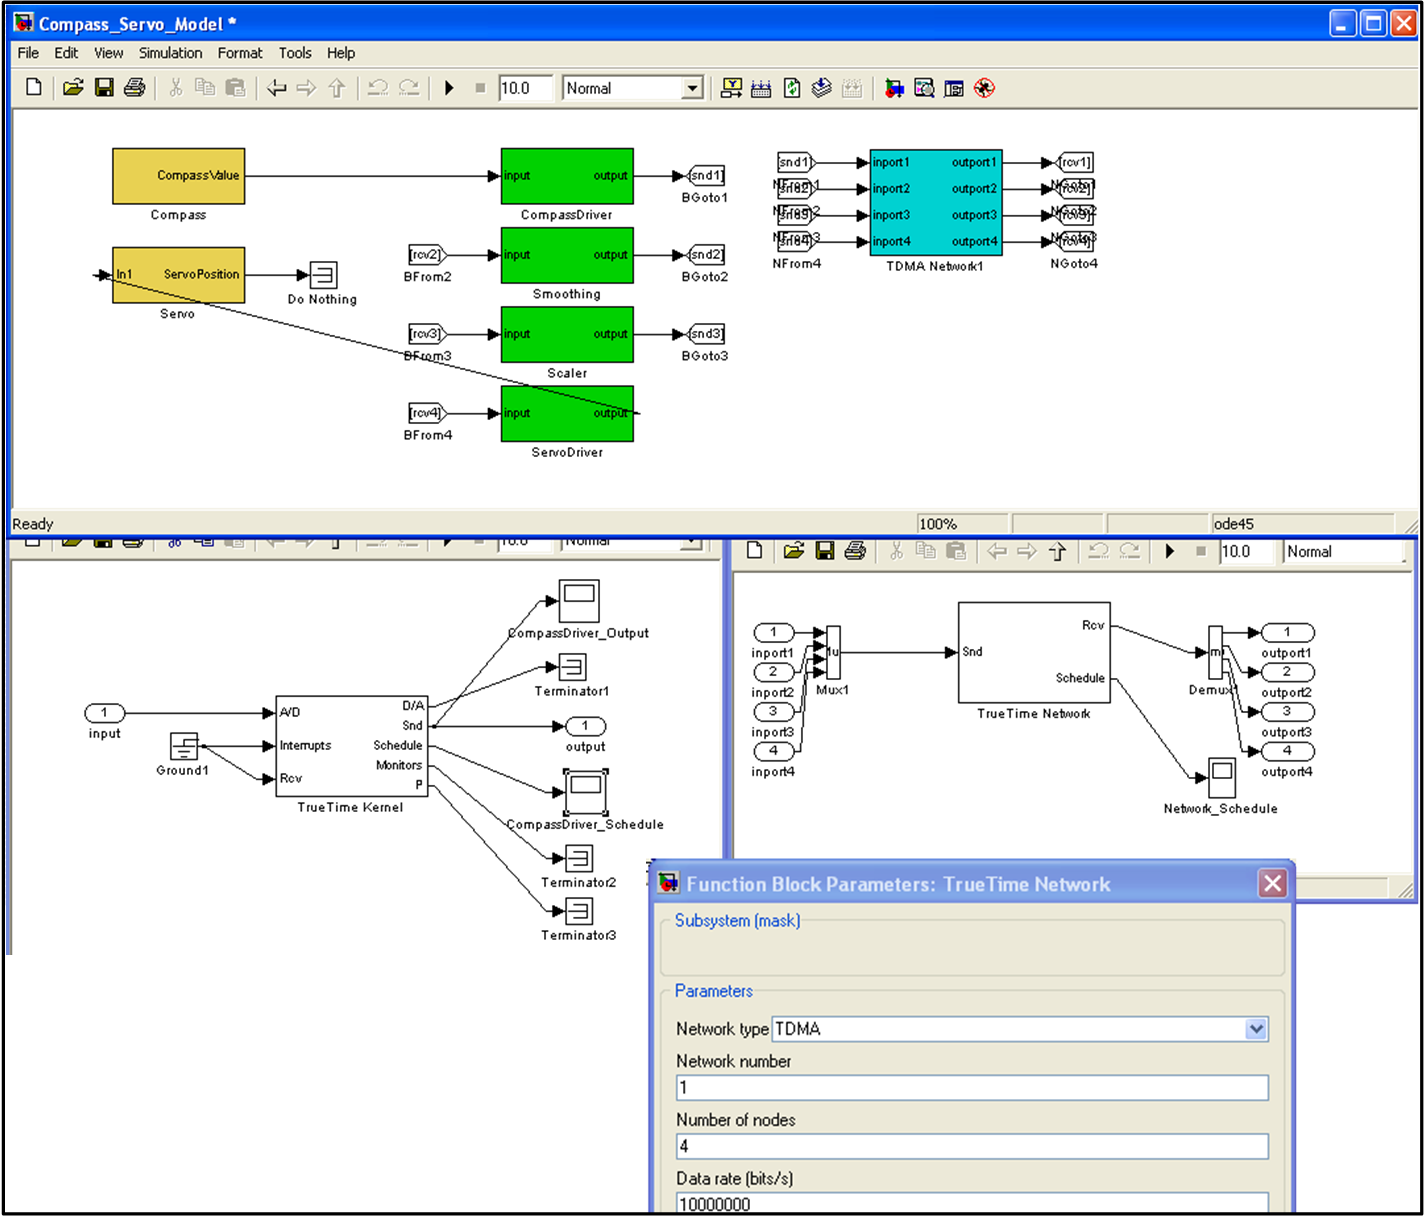 Compass_Servo_Model *
File Edit View Simulation Format Tools Help
10.0 Normal
CompassValue
Compass
input output
CompassDriver
[snd1]
BGoto1
In1 ServoPosition
Servo
Do Nothing
[rcv2]
BFrom2
input output
Smoothing
[snd2]
BGoto2
[rcv3]
BFrom3
input output
Scaler
[snd3]
BGoto3
[rcv4]
BFrom4
input output
ServoDriver
[snd1] inport1 outport1 [rcv1]
NFrom1 NGoto1
[snd2] inport2 outport2 [rcv2]
NFrom2 NGoto2
[snd3] inport3 outport3 [rcv3]
NFrom3 NGoto3
[snd4] inport4 outport4 [rcv4]
NFrom4 TDMA Network1 NGoto4
Ready 100% ode45
10.0 Normal
CompassDriver_Output
Terminator1
1
input
A/D D/A
Snd
1
output
Interrupts Schedule
Ground1
Monitors
Rcv P
TrueTime Kernel
CompassDriver_Schedule
Terminator2
Terminator3
10.0 Normal
1
inport1
2
inport2
3
inport3
4
inport4
Mux1
Snd Rcv
Schedule
TrueTime Network
1
outport1
2
outport2
3
outport3
4
outport4
Network_Schedule
Function Block Parameters: TrueTime Network
Subsystem (mask)
Parameters
Network type TDMA
Network number
1
Number of nodes
4
Data rate (bits/s)
10000000